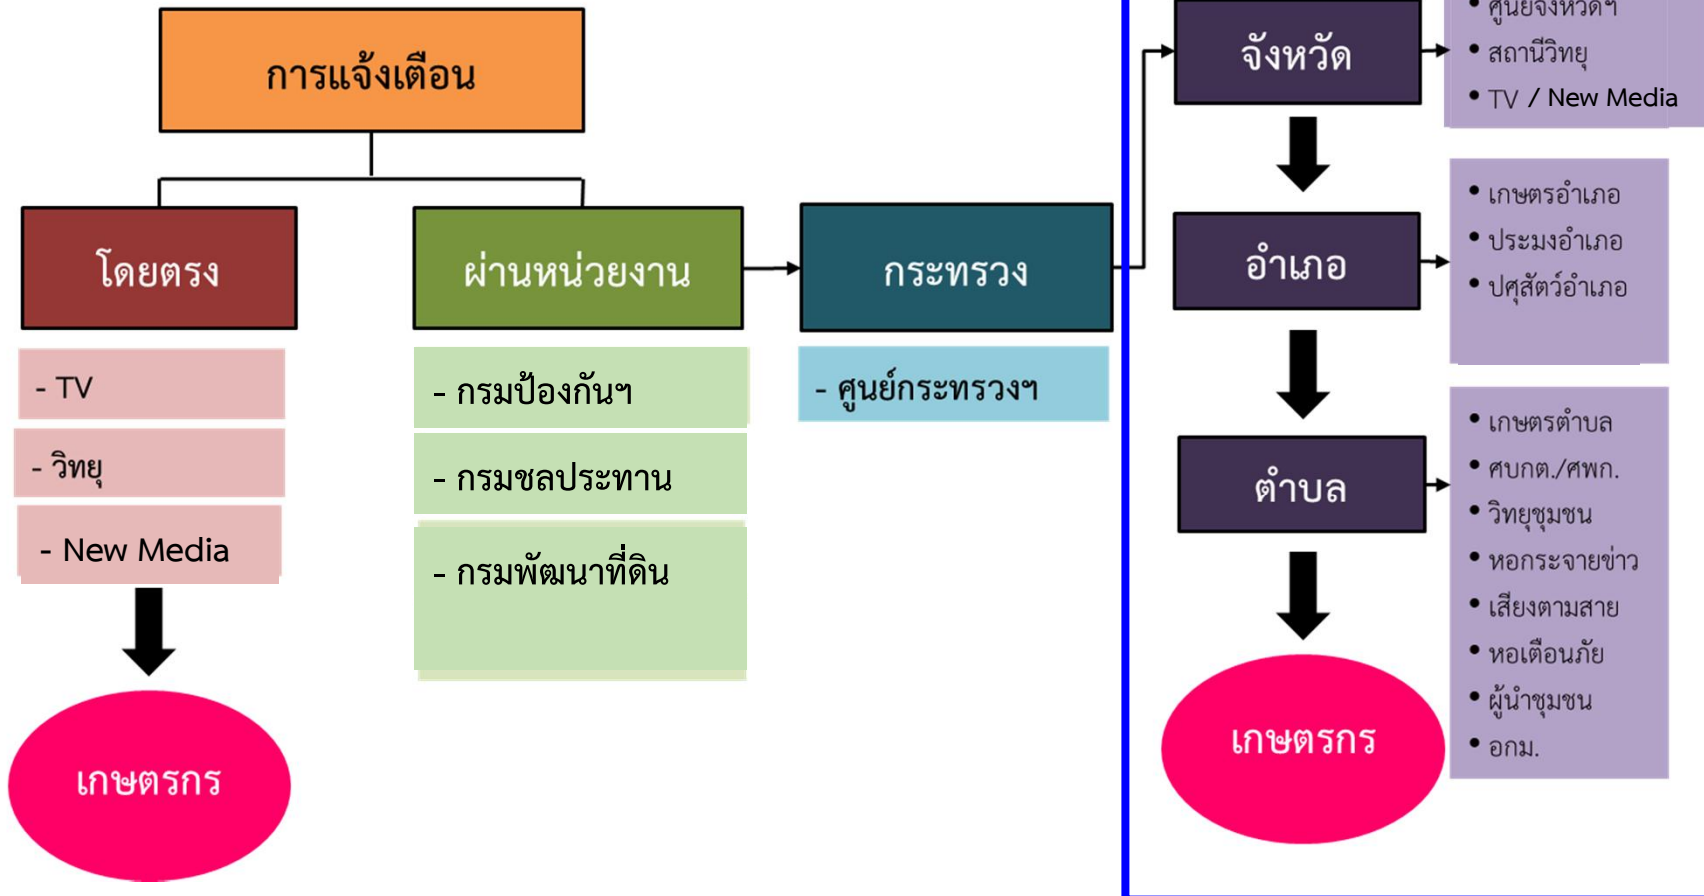 การแจ้งเตือน
โดยตรง
- TV
- วิทยุ
- New Media
เกษตรกร
ผ่านหน่วยงาน
- กรมป้องกันฯ
- กรมชลประทาน
- กรมพัฒนาที่ดิน
กระทรวง
- ศูนย์กระทรวงฯ
จังหวัด
• ศูนย์จังหวัดฯ
• สถานีวิทยุ
• TV / New Media
อำเภอ
• เกษตรอำเภอ
• ประมงอำเภอ
• ปศุสัตว์อำเภอ
ตำบล
• เกษตรตำบล
• ศบกต./ศพก.
• วิทยุชุมชน
• หอกระจายข่าว
• เสียงตามสาย
• หอเตือนภัย
• ผู้นำชุมชน
• อกม.
เกษตรกร